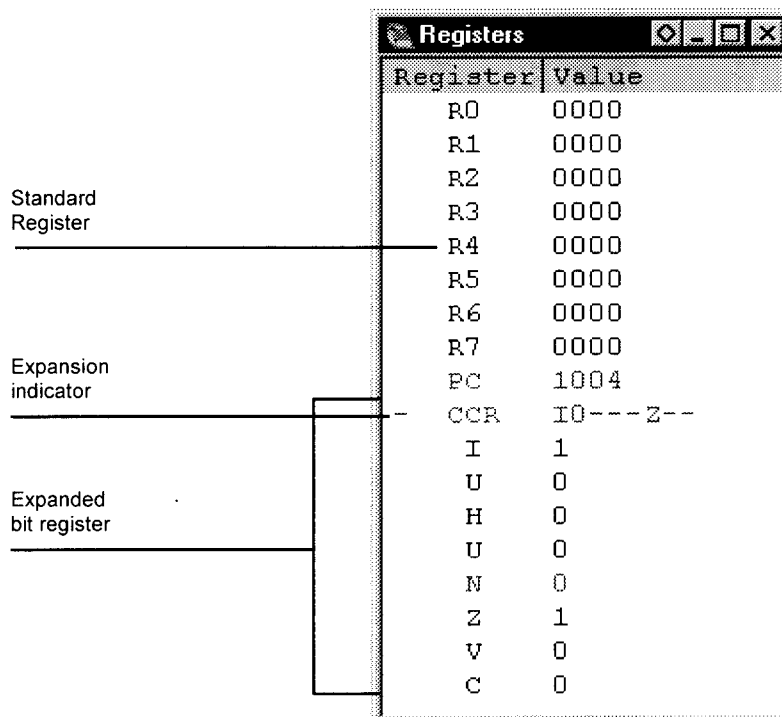 Registers
Register Value
R0 0000
R1 0000
R2 0000
Standard
Register
R3 0000
R4 0000
R5 0000
R6 0000
R7 0000
Expansion
indicator
PC 1004
- CCR I0---Z--
I 1
U 0
Expanded
bit register
H 0
U 0
N 0
Z 1
V 0
C 0